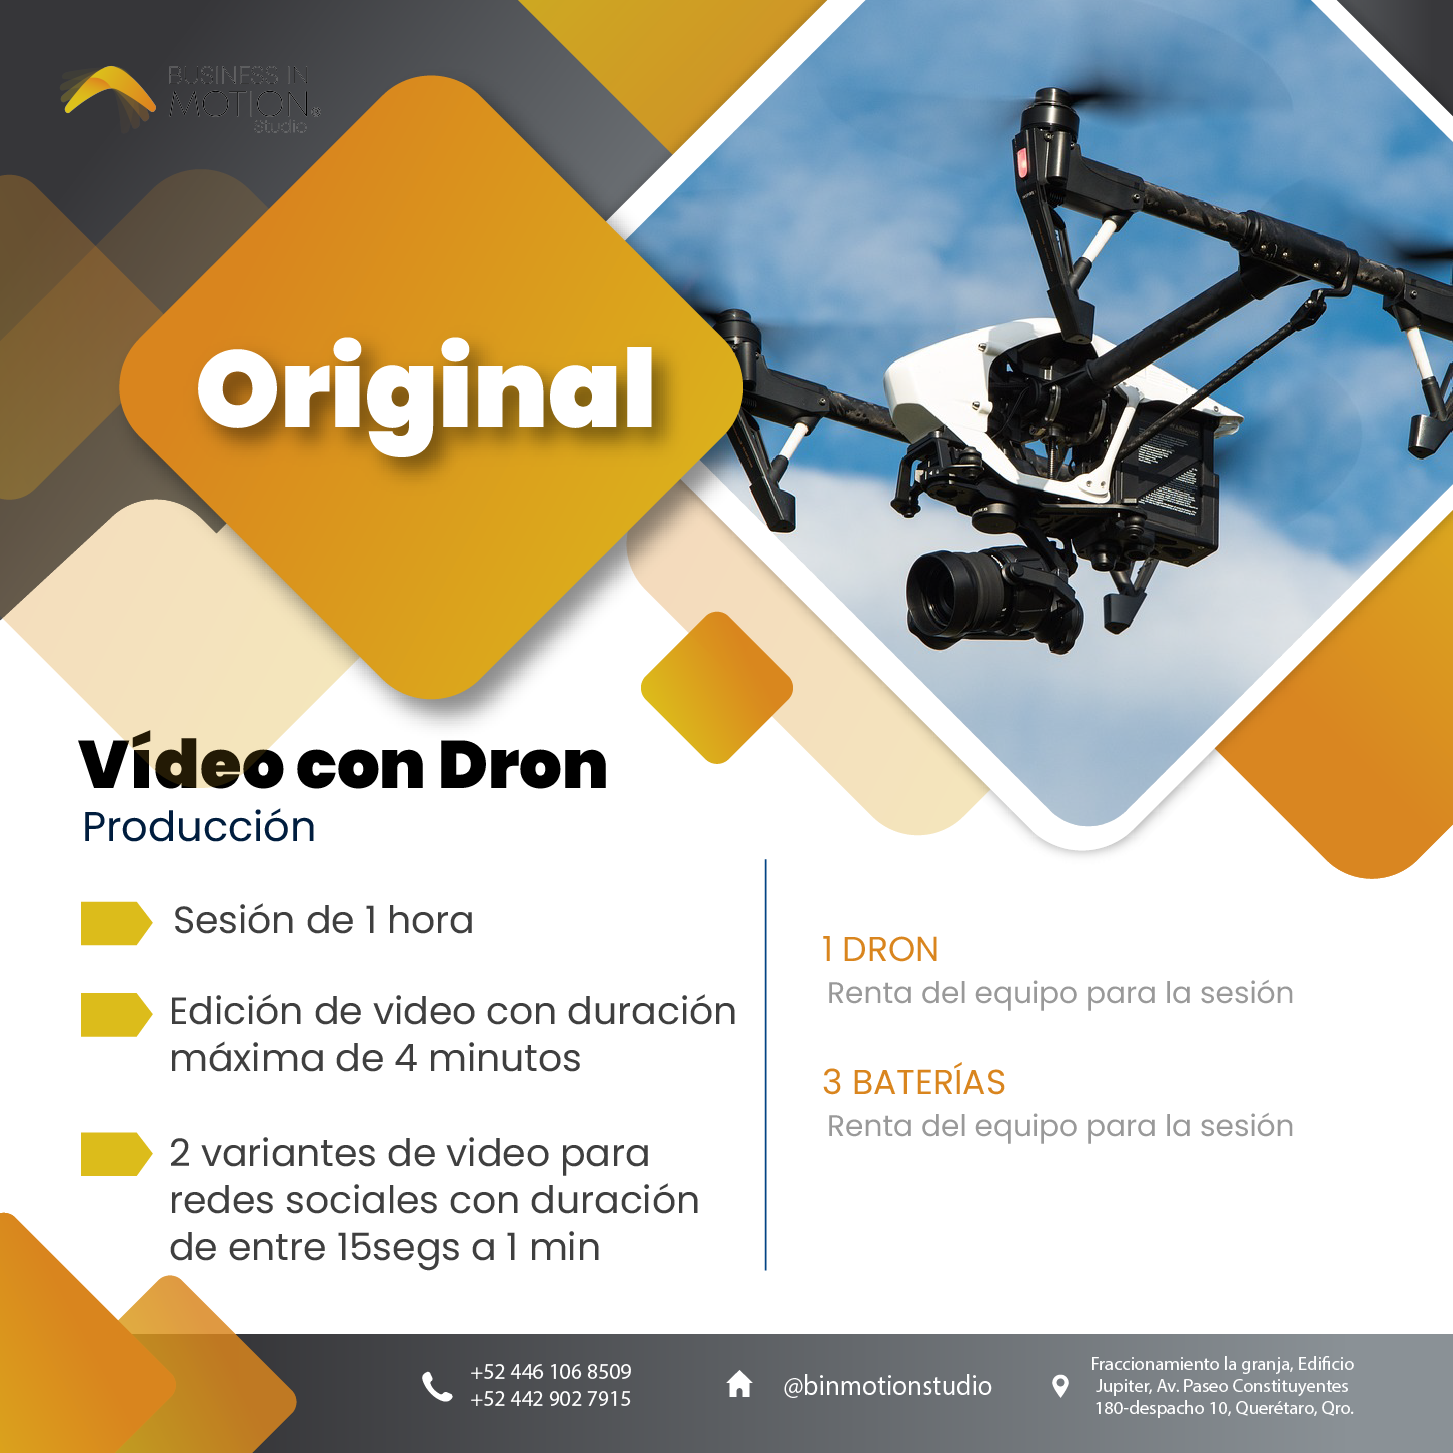 BUSINESS IN
MOTION®
Studio
Original
Vídeo con Dron
Producción
Sesión de 1 hora
Edición de video con duración
máxima de 4 minutos
2 variantes de video para
redes sociales con duración
de entre 15segs a 1 min
1 DRON
Renta del equipo para la sesión
3 BATERÍAS
Renta del equipo para la sesión
+52 446 106 8509
+52 442 902 7915
@binmotionstudio
Fraccionamiento la granja, Edificio
Jupiter, Av. Paseo Constituyentes
180-despacho 10, Querétaro, Qro.